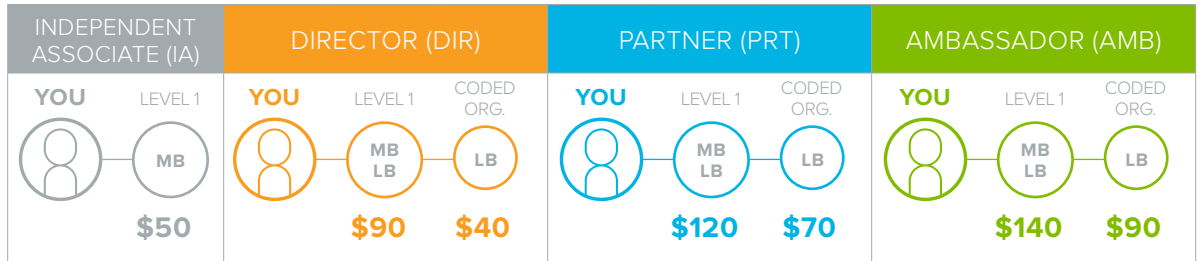 INDEPENDENT
ASSOCIATE (IA)
YOU LEVEL 1
MB
$50
DIRECTOR (DIR)
YOU LEVEL 1 CODED
ORG.
MB
LB
LB
$90 $40
PARTNER (PRT)
YOU LEVEL 1 CODED
ORG.
MB
LB
LB
$120 $70
AMBASSADOR (AMB)
YOU LEVEL 1 CODED
ORG.
MB
LB
LB
$140 $90